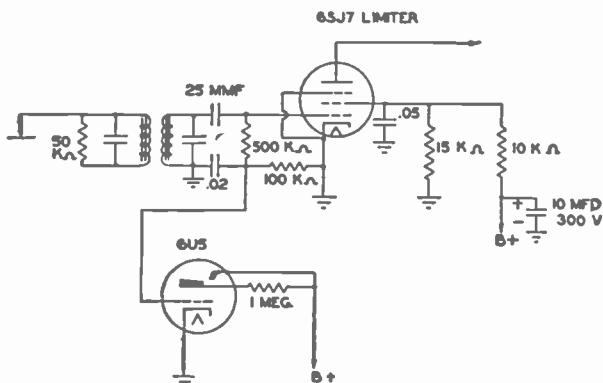 6SJ7 LIMITER
25 MMF
50
KΩ
500 KΩ
.05
.02
100 KΩ
15 KΩ
10 KΩ
+
10 MFD
-
300 V
B+
6U5
1 MEG.
B+